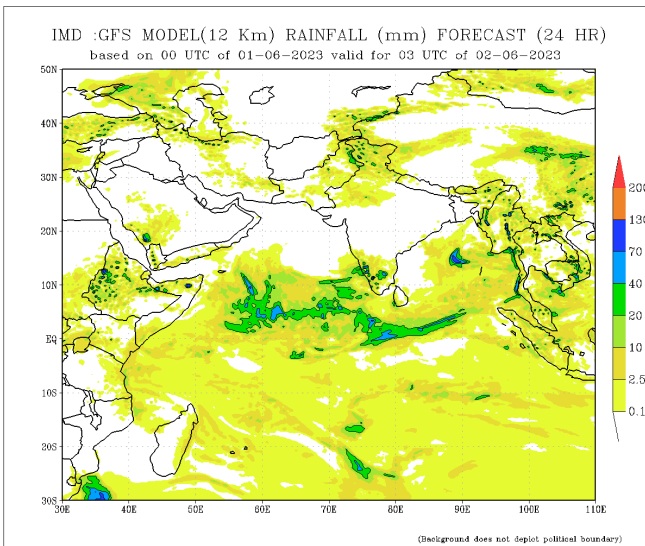 IMD :GFS MODEL(12 Km) RAINFALL (mm) FORECAST (24 HR)
based on 00 UTC of 01-06-2023 valid for 03 UTC of 02-06-2023
50N
40N
30N
20N
10N
EQ
10S
20S
30S
30E 40E 50E 60E 70E 80E 90E 100E 110E
200
130
70
40
20
10
2.5
0.1
(Background does not depict political boundary)